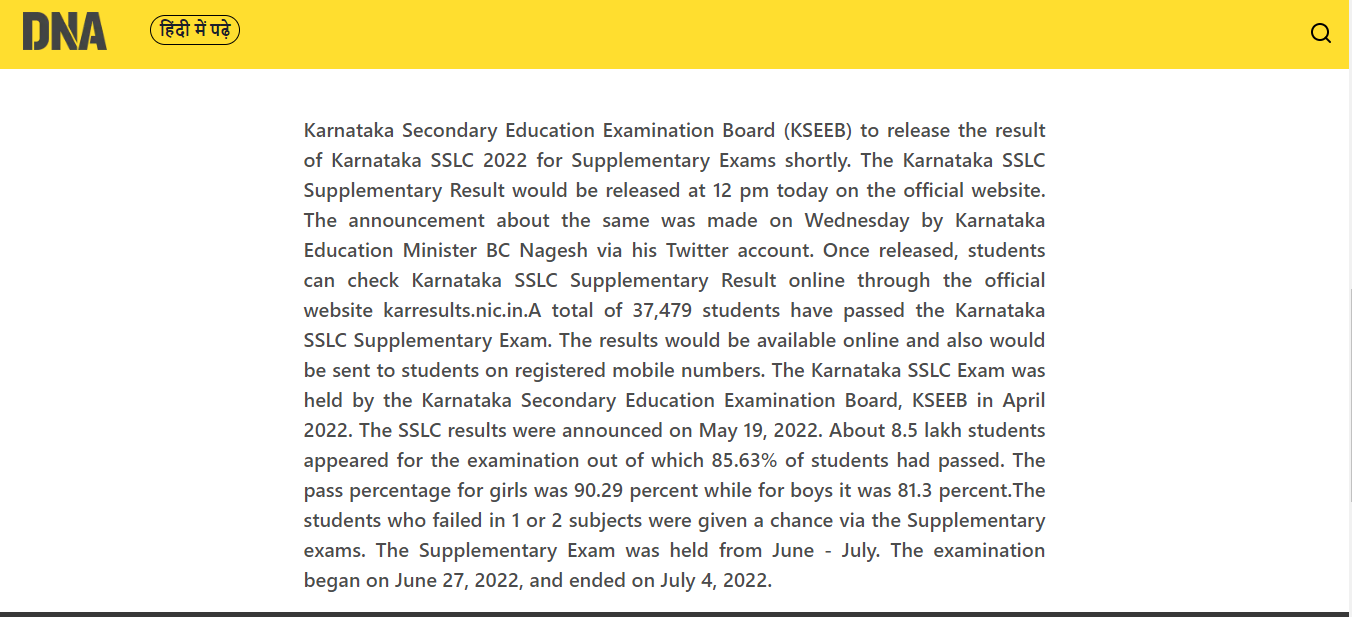 DNA हिंदी में पढ़े
Karnataka Secondary Education Examination Board (KSEEB) to release the result
of Karnataka SSLC 2022 for Supplementary Exams shortly. The Karnataka SSLC
Supplementary Result would be released at 12 pm today on the official website.
The announcement about the same was made on Wednesday by Karnataka
Education Minister BC Nagesh via his Twitter account. Once released, students
can check Karnataka SSLC Supplementary Result online through the official
website karresults.nic.in.A total of 37,479 students have passed the Karnataka
SSLC Supplementary Exam. The results would be available online and also would
be sent to students on registered mobile numbers. The Karnataka SSLC Exam was
held by the Karnataka Secondary Education Examination Board, KSEEB in April
2022. The SSLC results were announced on May 19, 2022. About 8.5 lakh students
appeared for the examination out of which 85.63% of students had passed. The
pass percentage for girls was 90.29 percent while for boys it was 81.3 percent.The
students who failed in 1 or 2 subjects were given a chance via the Supplementary
exams. The Supplementary Exam was held from June - July. The examination
began on June 27, 2022, and ended on July 4, 2022.